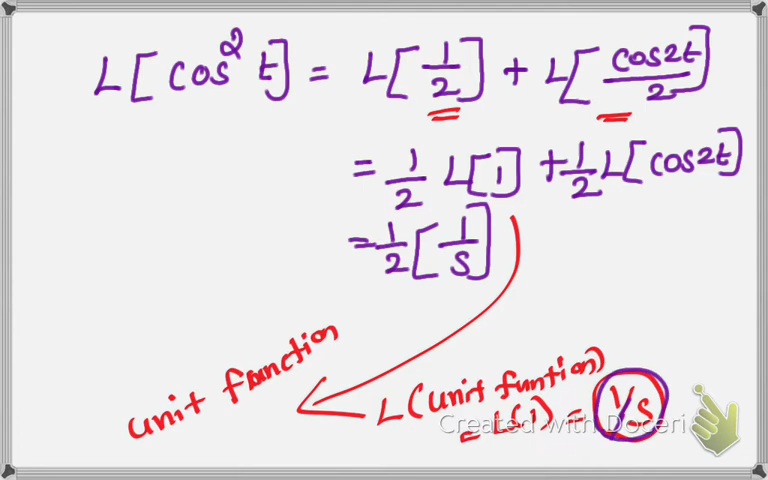 L[cos² t] = L[1/2] + L[cos2t/2]
= 1/2 L[1] + 1/2 L[cos2t]
= 1/2 [1/s]
unit function
L(unit funtion)
= L(1) = 1/s
Created with Doceri